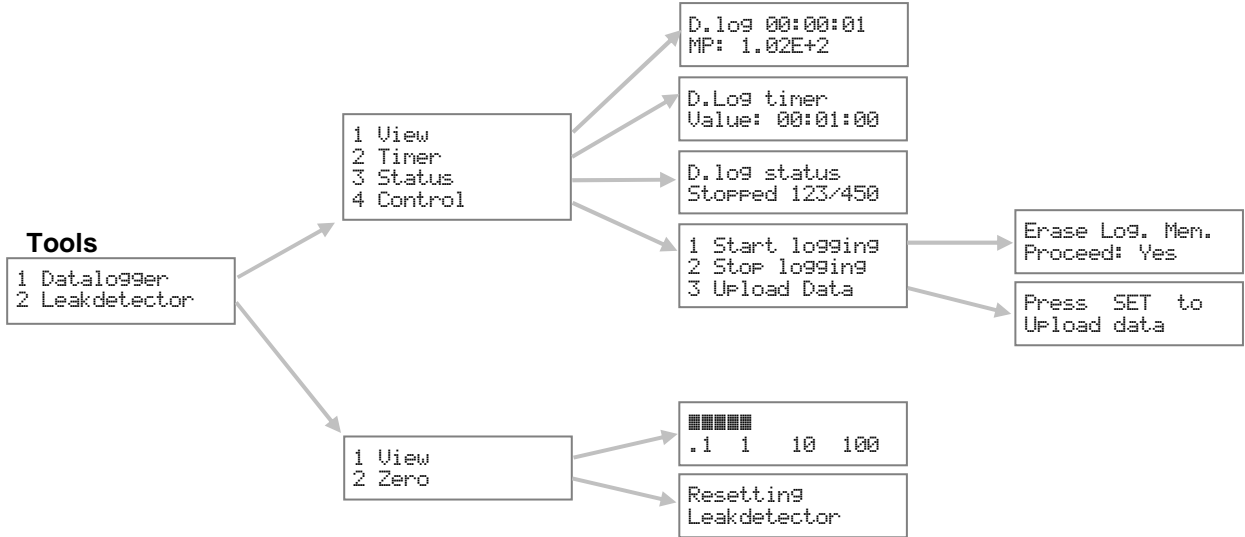 D.log 00:00:01
MP: 1.02E+2
D.Log timer
Value: 00:01:00
1 View
2 Timer
3 Status
4 Control
D.log status
Stopped 123/450
1 Start logging
2 Stop logging
3 Upload Data
Erase Log. Mem.
Proceed: Yes
Press SET to
Upload data
Tools
1 Datalogger
2 Leakdetector
1 View
2 Zero
.1 1 10 100
Resetting
Leakdetector